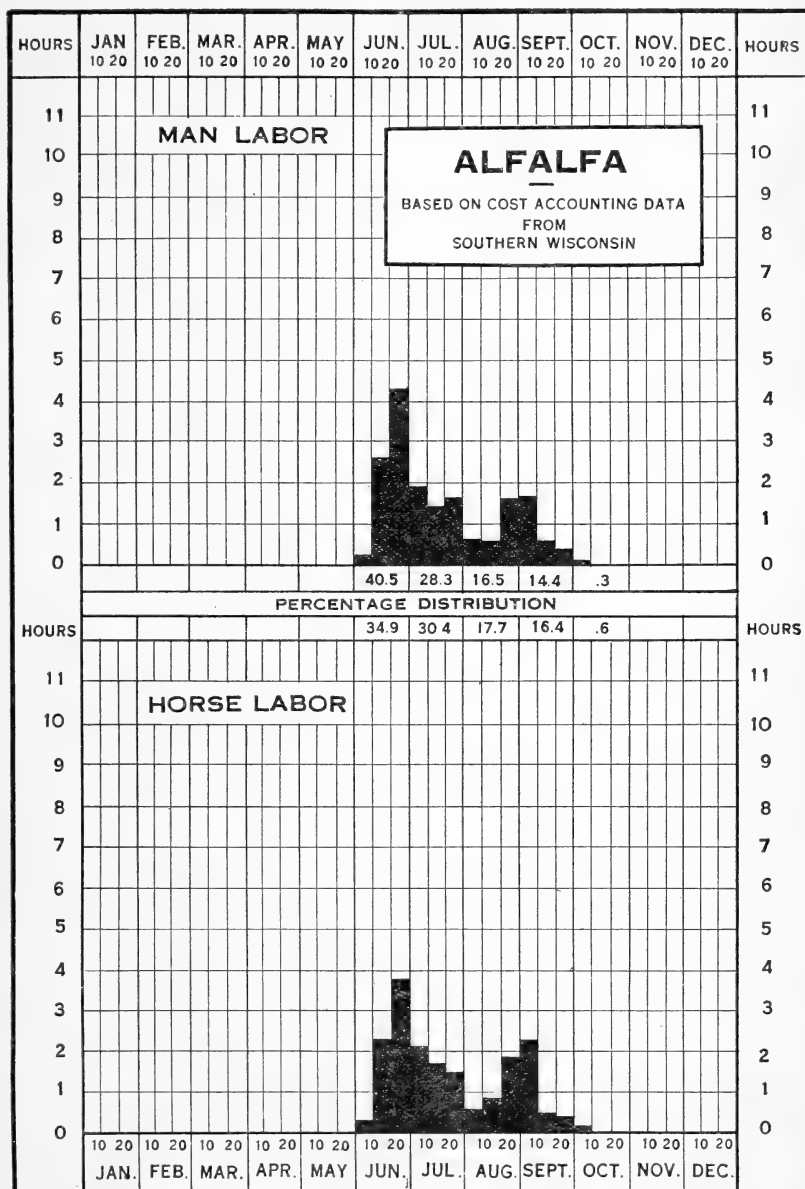 HOURS JAN FEB. MAR. APR. MAY JUN. JUL. AUG. SEPT. OCT. NOV. DEC. HOURS
10 20 10 20 10 20 10 20 10 20 10 20 10 20 10 20 10 20 10 20 10 20 10 20
11 11
MAN LABOR
10 10
ALFALFA
9 9
BASED ON COST ACCOUNTING DATA
FROM
8 8
SOUTHERN WISCONSIN
7 7
6 6
5 5
4 4
3 3
2 2
1 1
0 0
40.5 28.3 16.5 14.4 .3
PERCENTAGE DISTRIBUTION
HOURS 34.9 30 4 17.7 16.4 .6 HOURS
11 11
HORSE LABOR
10 10
9 9
8 8
7 7
6 6
5 5
4 4
3 3
2 2
1 1
0 0
10 20 10 20 10 20 10 20 10 20 10 20 10 20 10 20 10 20 10 20 10 20 10 20
JAN. FEB. MAR. APR. MAY JUN. JUL. AUG. SEPT. OCT. NOV. DEC.